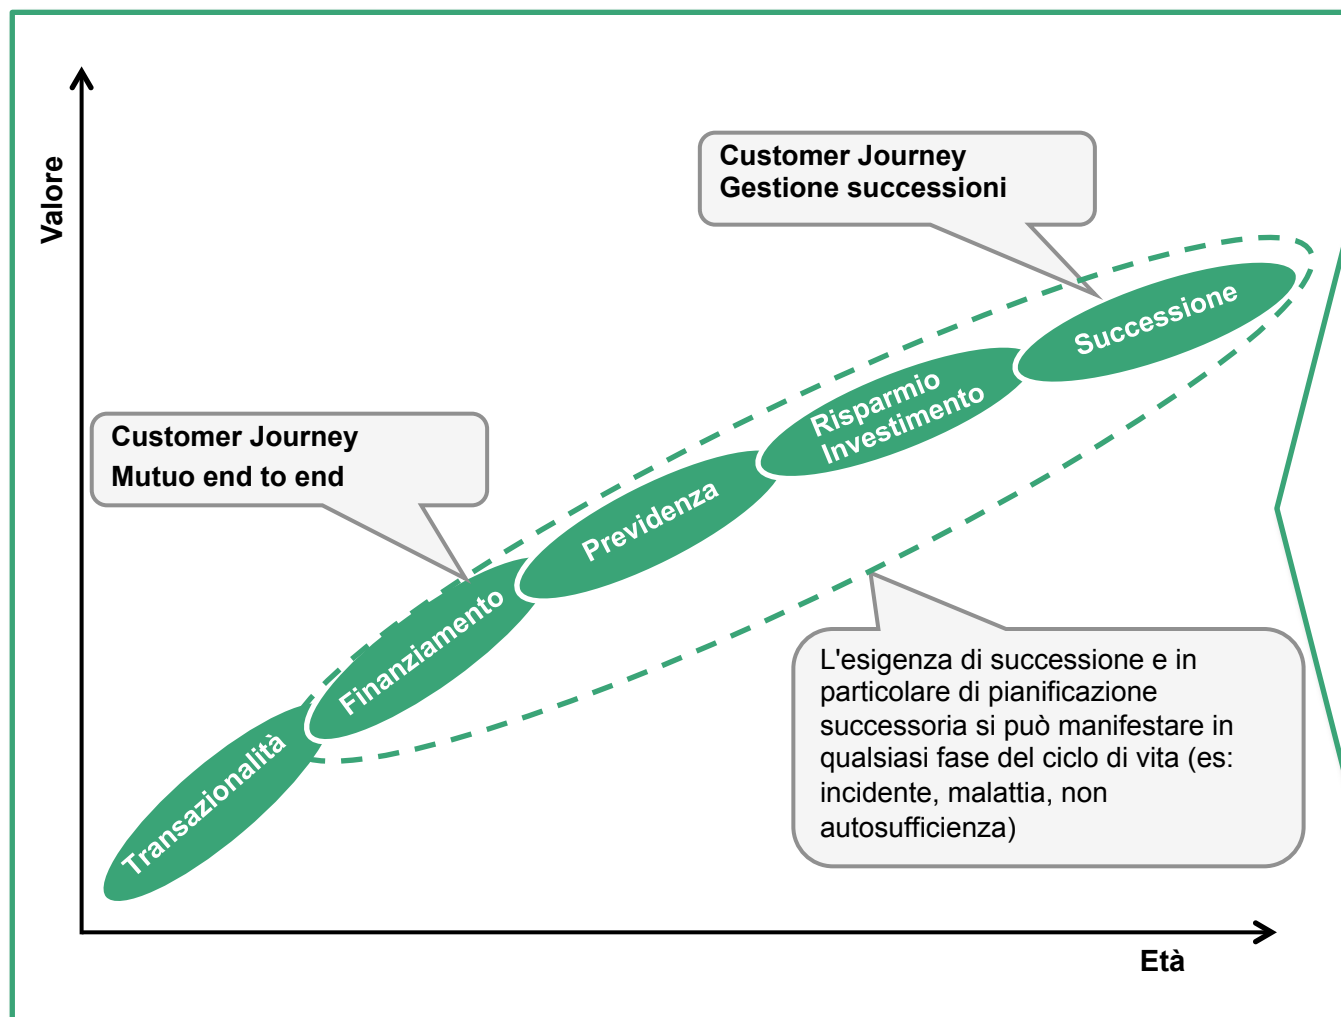 Valore
Customer Journey
Gestione successioni
Successione
Risparmio
Investimento
Customer Journey
Mutuo end to end
Previdenza
Finanziamento
Transazionalità
L'esigenza di successione e in
particolare di pianificazione
successoria si può manifestare in
qualsiasi fase del ciclo di vita (es:
incidente, malattia, non
autosufficienza)
Età